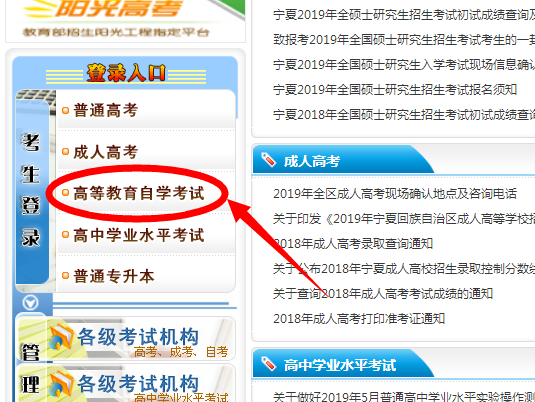 阳光高考
教育部招生阳光工程指定平台
登录入口
考生登录
普通高考
成人高考
高等教育自学考试
高中学业水平考试
普通专升本
管理
各级考试机构
高考、成考、自考
各级考试机构
高中学业水平考试
宁夏2019年全国硕士研究生招生考试初试成绩查询及
致报考2019年全国硕士研究生招生考试考生的一封
宁夏2019年全国硕士研究生入学考试现场信息确认
宁夏2019年全国硕士研究生招生考试报名须知
宁夏2018年全国硕士研究生招生考试初试成绩查询
成人高考
2019年全区成人高考现场确认地点及咨询电话
关于印发《2019年宁夏回族自治区成人高等学校招
2018年成人高考录取查询通知
关于公布2018年宁夏成人高校招生录取控制分数线
关于查询2018年成人高考考试成绩的通知
2018年成人高考打印准考证通知
高中学业水平考试
关于做好2019年5月普通高中学业水平实验操作测